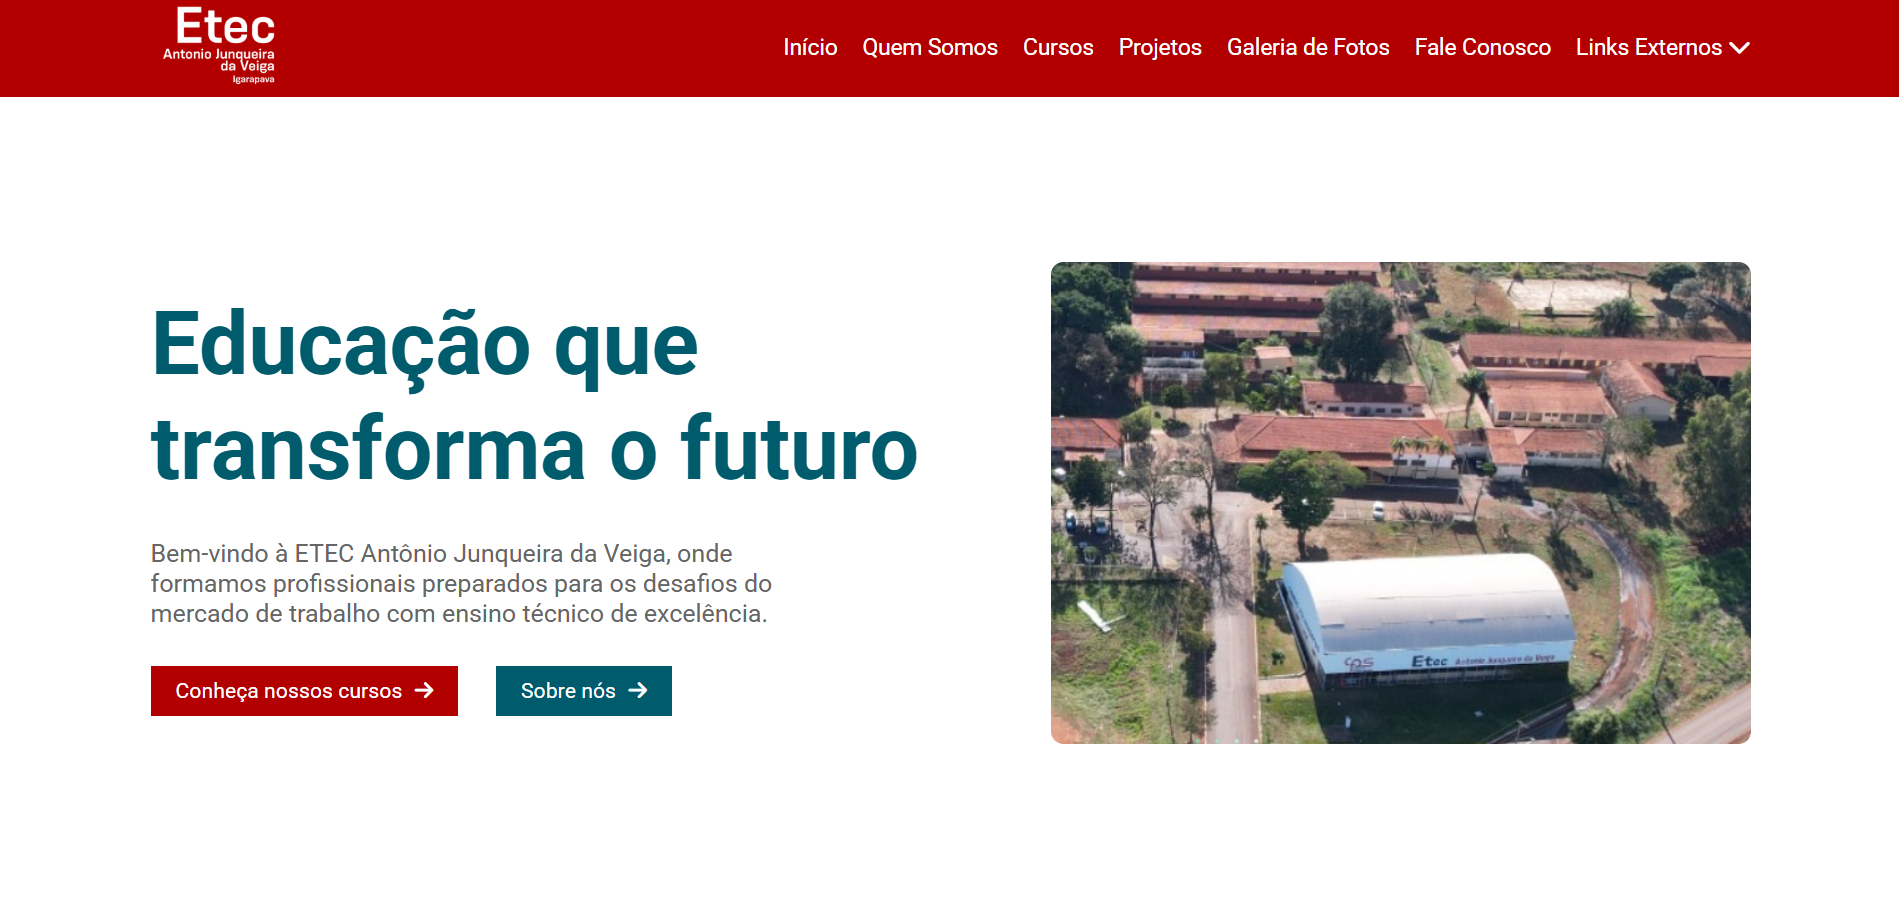 Etec
Antonio Junqueira
da Veiga
Igarapava
Início Quem Somos Cursos Projetos Galeria de Fotos Fale Conosco Links Externos
Educação que
transforma o futuro
Bem-vindo à ETEC Antônio Junqueira da Veiga, onde
formamos profissionais preparados para os desafios do
mercado de trabalho com ensino técnico de excelência.
Conheça nossos cursos
Sobre nós
cps Etec Antonio Junqueira da Veiga